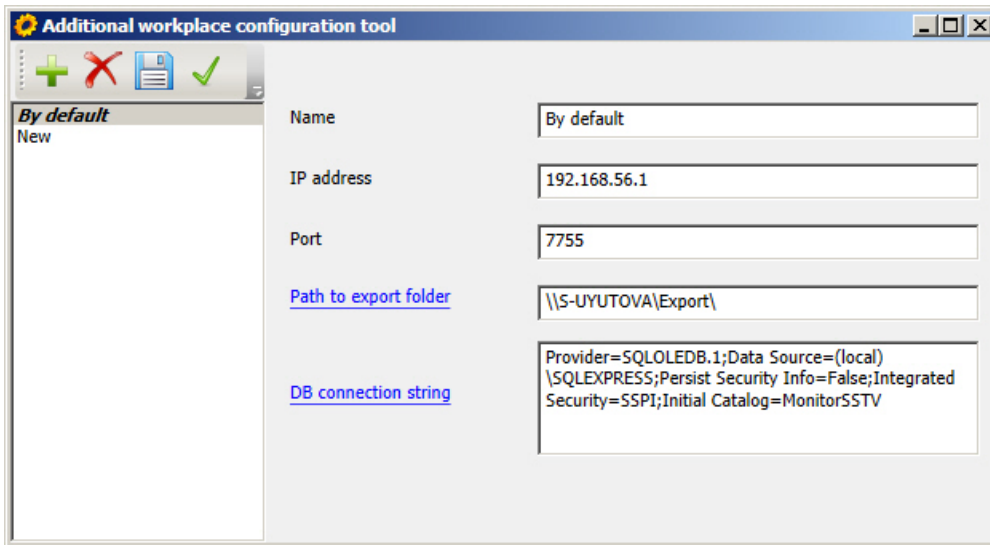 Additional workplace configuration tool
By default
New
Name
By default
IP address
192.168.56.1
Port
7755
Path to export folder
\\S-UYUTOVA\Export\
DB connection string
Provider=SQLOLEDB.1;Data Source=(local)
\SQLEXPRESS;Persist Security Info=False;Integrated
Security=SSPI;Initial Catalog=MonitorSSTV